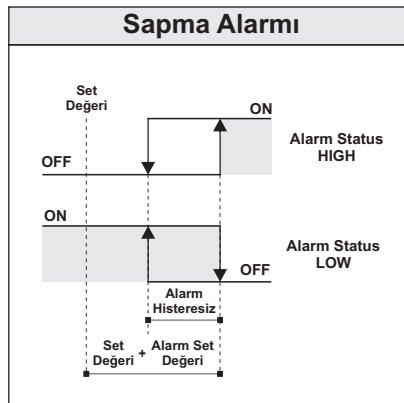 Sapma Alarmı
Set
Değeri
ON
OFF
Alarm Status
HIGH
ON
OFF
Alarm Status
LOW
Alarm
Histeresiz
Set
Değeri
+
Alarm Set
Değeri